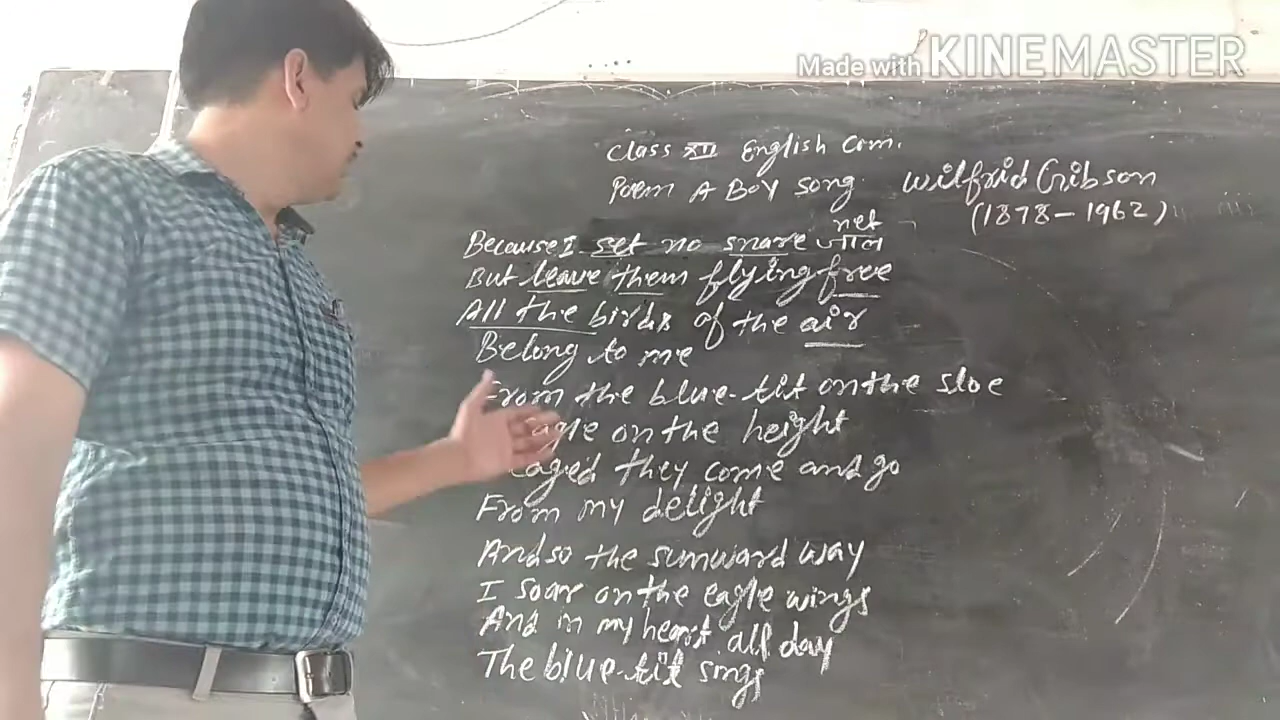 Made with KINEMASTER
Class XII English Com.
Poem A Boy song. Wilfrid Gibson
(1878-1962)
net
Because I set no snare जाल
But leave them flying free
All the birds of the air
Belong to me
From the blue-tit on the sloe
eagle on the height
caged they come and go
From my delight
And so the sunward way
I soar on the eagle wings
And in my heart all day
The blue-tit sings